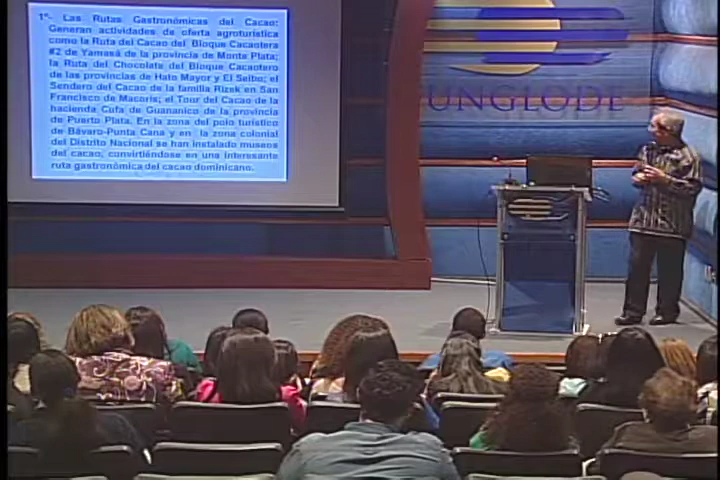 1º- Las Rutas Gastronómicas del Cacao:
Generan actividades de oferta agroturística
como la Ruta del Cacao del Bloque Cacaotera
#2 de Yamasá de la provincia de Monte Plata;
la Ruta del Chocolate del Bloque Cacaotero
de las provincias de Hato Mayor y El Seibo; el
Sendero del Cacao de la familia Rizek en San
Francisco de Macorís; el Tour del Cacao de la
hacienda Cufa de Guananico de la provincia
de Puerto Plata. En la zona del polo turístico
de Bávaro-Punta Cana y en la zona colonial
del Distrito Nacional se han instalado museos
del cacao, convirtiéndose en una interesante
ruta gastronómica del cacao dominicano.
UNGLODE